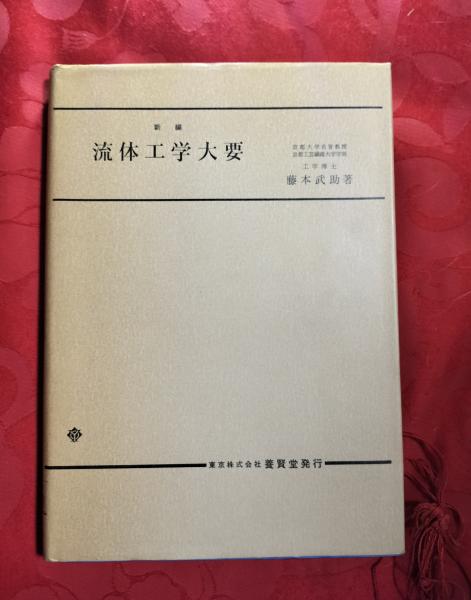 新編
流体工学大要
京都大学名誉教授
京都工芸繊維大学学長
工学博士
藤本武助著
東京株式会社 養賢堂発行